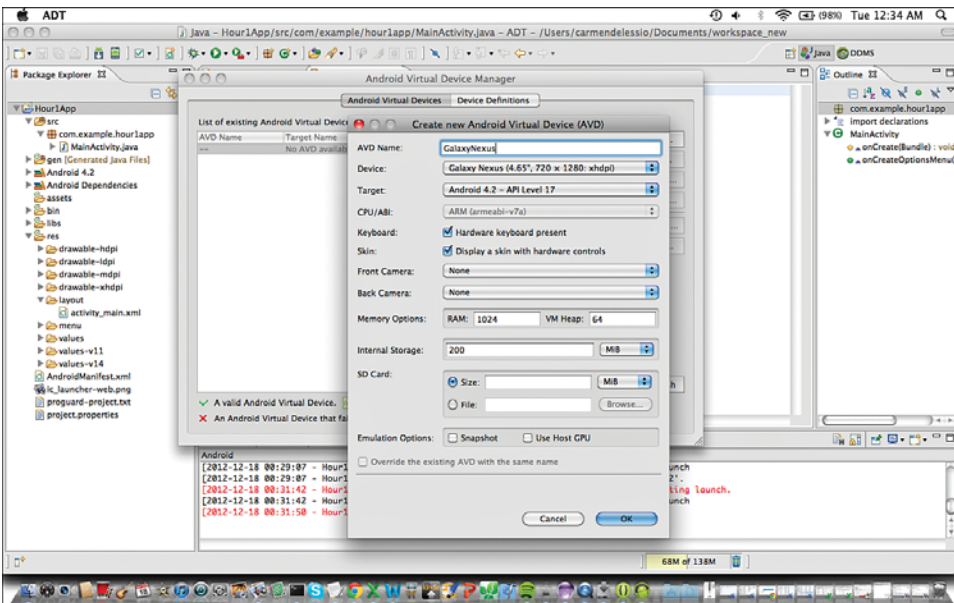 ADT
(98%) Tue 12:34 AM
Java – Hour1App/src/com/example/hour1app/MainActivity.java – ADT – /Users/carmendelessio/Documents/workspace_new
Java DDMS
Package Explorer
Hour1App
src
com.example.hour1app
MainActivity.java
gen [Generated Java Files]
Android 4.2
Android Dependencies
assets
bin
libs
res
drawable-hdpi
drawable-ldpi
drawable-mdpi
drawable-xhdpi
layout
activity_main.xml
menu
values
values-v11
values-v14
AndroidManifest.xml
ic_launcher-web.png
proguard-project.txt
project.properties
Android Virtual Device Manager
Android Virtual Devices Device Definitions
List of existing Android Virtual Devic
AVD Name Target Name
-- No AVD availab
A valid Android Virtual Device.
An Android Virtual Device that fai
Create new Android Virtual Device (AVD)
AVD Name: GalaxyNexus
Device: Galaxy Nexus (4.65", 720 × 1280: xhdpi)
Target: Android 4.2 – API Level 17
CPU/ABI: ARM (armeabi-v7a)
Keyboard: Hardware keyboard present
Skin: Display a skin with hardware controls
Front Camera: None
Back Camera: None
Memory Options: RAM: 1024 VM Heap: 64
Internal Storage: 200 MiB
SD Card:
Size: MiB
File: Browse...
Emulation Options: Snapshot Use Host GPU
Override the existing AVD with the same name
Cancel OK
Outline
com.example.hour1app
import declarations
MainActivity
onCreate(Bundle) : void
onCreateOptionsMenu(
Android
[2012-12-18 00:29:07 - Hour1 unch
[2012-12-18 00:29:07 - Hour1 2'.
[2012-12-18 00:31:42 - Hour1 ting launch.
[2012-12-18 00:31:42 - Hour1 unch
[2012-12-18 00:31:50 - Hour1
68M of 138M